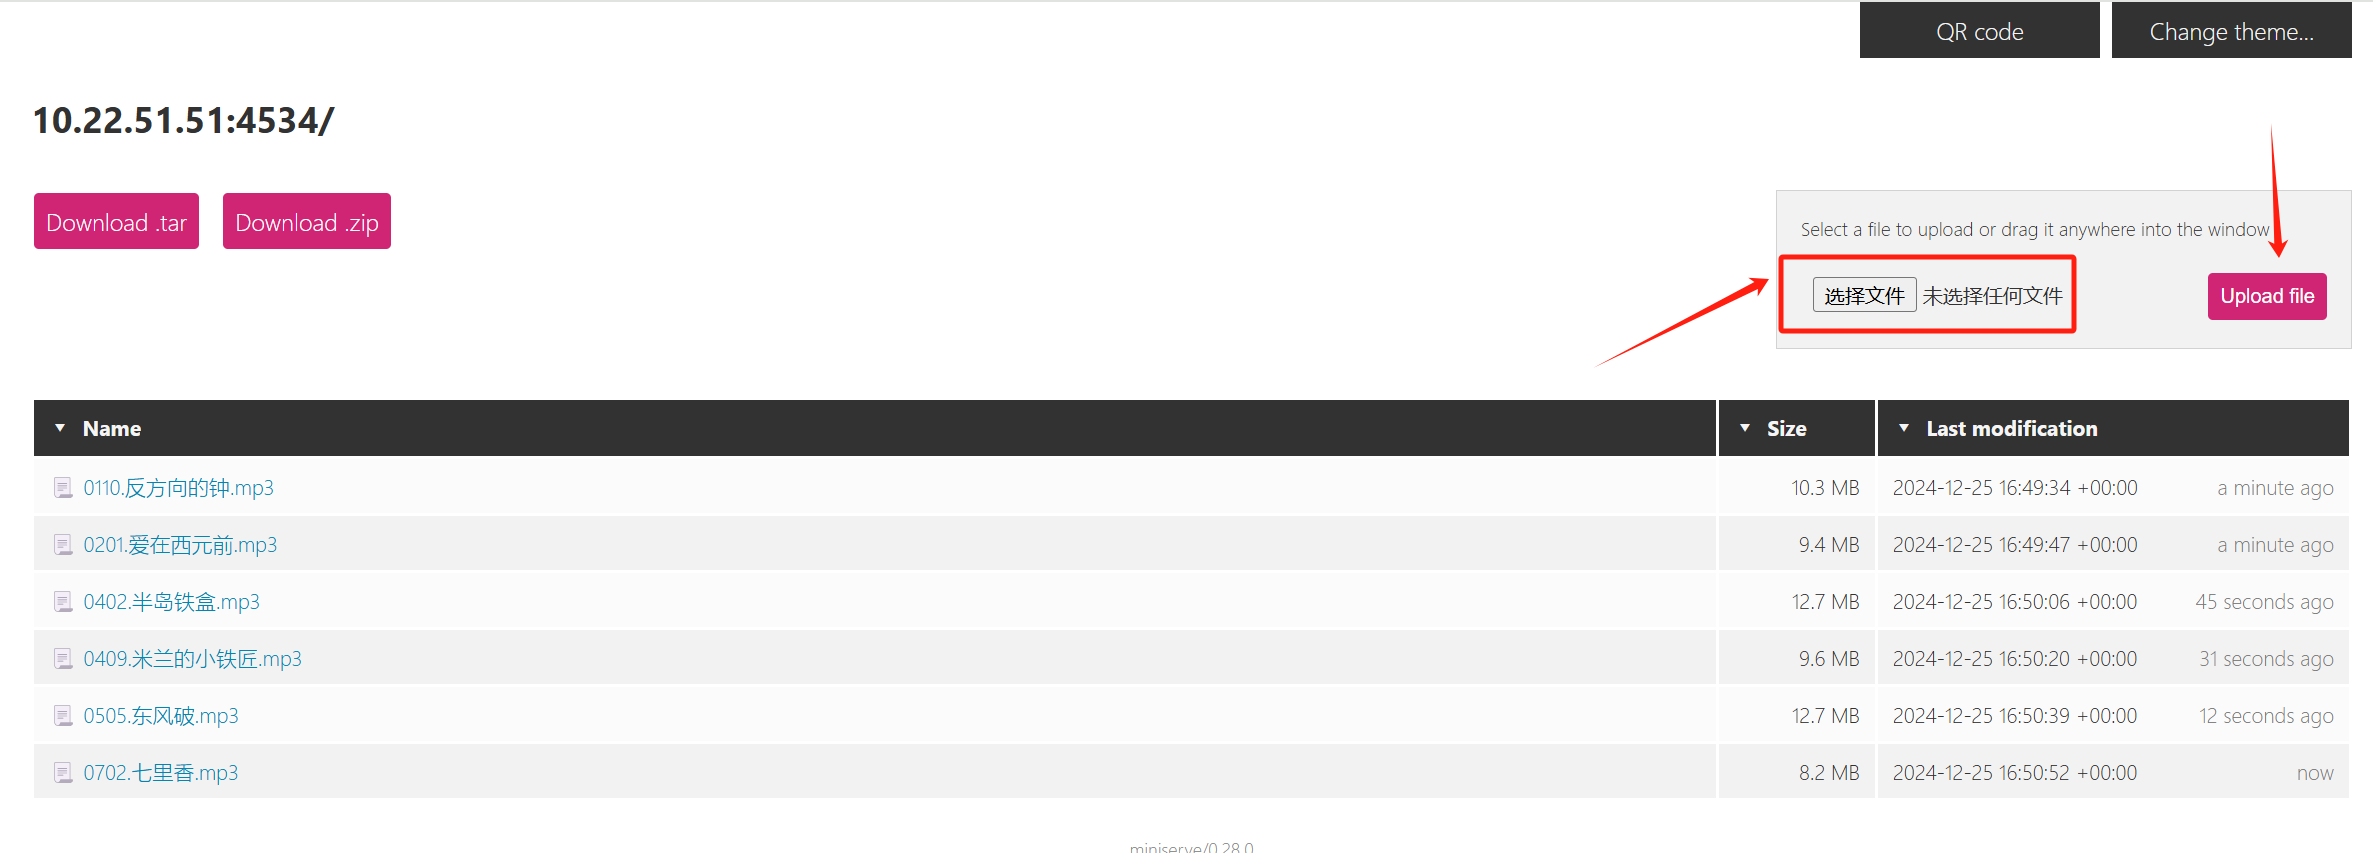 QR code
Change theme...
10.22.51.51:4534/
Download .tar
Download .zip
Select a file to upload or drag it anywhere into the window
选择文件 未选择任何文件
Upload file
Name Size Last modification
0110.反方向的钟.mp3 10.3 MB 2024-12-25 16:49:34 +00:00 a minute ago
0201.爱在西元前.mp3 9.4 MB 2024-12-25 16:49:47 +00:00 a minute ago
0402.半岛铁盒.mp3 12.7 MB 2024-12-25 16:50:06 +00:00 45 seconds ago
0409.米兰的小铁匠.mp3 9.6 MB 2024-12-25 16:50:20 +00:00 31 seconds ago
0505.东风破.mp3 12.7 MB 2024-12-25 16:50:39 +00:00 12 seconds ago
0702.七里香.mp3 8.2 MB 2024-12-25 16:50:52 +00:00 now
miniserve/0.28.0